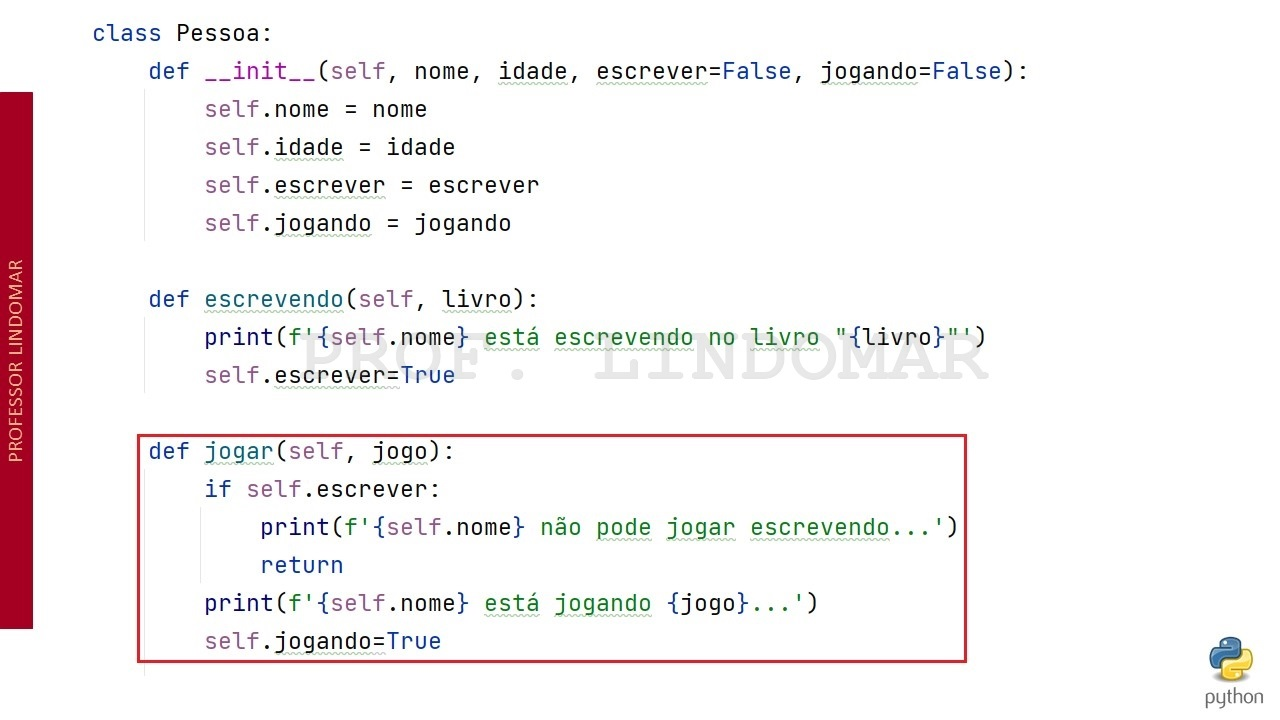 class Pessoa:
    def __init__(self, nome, idade, escrever=False, jogando=False):
        self.nome = nome
        self.idade = idade
        self.escrever = escrever
        self.jogando = jogando
    def escrevendo(self, livro):
        print(f'{self.nome} está escrevendo no livro "{livro}"')
        self.escrever=True
    def jogar(self, jogo):
        if self.escrever:
            print(f'{self.nome} não pode jogar escrevendo...')
            return
        print(f'{self.nome} está jogando {jogo}...')
        self.jogando=True
PROFESSOR LINDOMAR
PROF. LINDOMAR
python